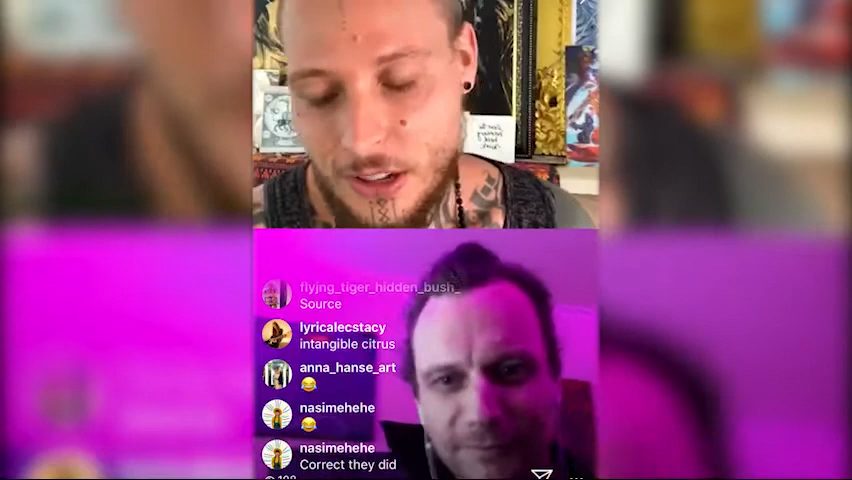 flyjng_tiger_hidden_bush_
Source
lyricalecstacy
intangible citrus
anna_hanse_art
😂
nasimehehe
😂
nasimehehe
Correct they did